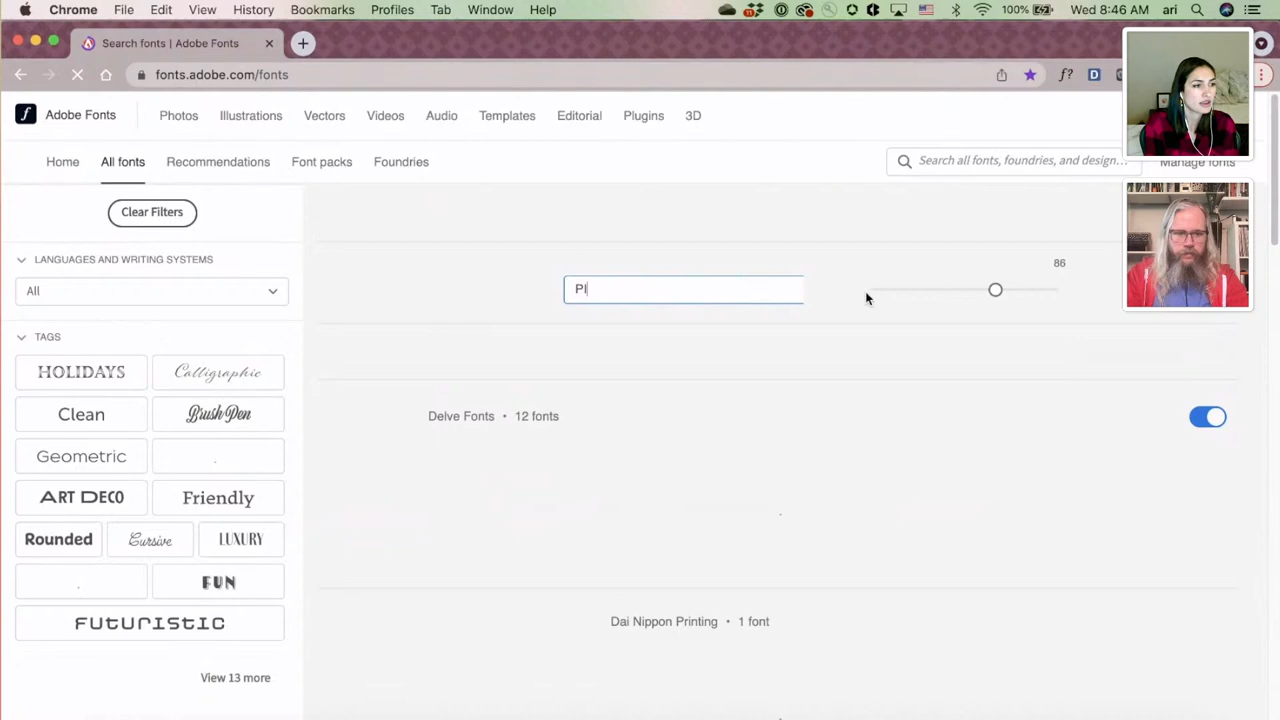 Chrome File Edit View History Bookmarks Profiles Tab Window Help 11 100% Wed 8:46 AM ari
Search fonts | Adobe Fonts
fonts.adobe.com/fonts f? D
f Adobe Fonts Photos Illustrations Vectors Videos Audio Templates Editorial Plugins 3D
Home All fonts Recommendations Font packs Foundries Search all fonts, foundries, and design... Manage fonts
Clear Filters
LANGUAGES AND WRITING SYSTEMS
All
86
PI
TAGS
HOLIDAYS Calligraphic
Clean Brush Pen
Delve Fonts • 12 fonts
Geometric
ART DECO Friendly
Rounded Cursive LUXURY
FUN
FUTURISTIC
Dai Nippon Printing • 1 font
View 13 more